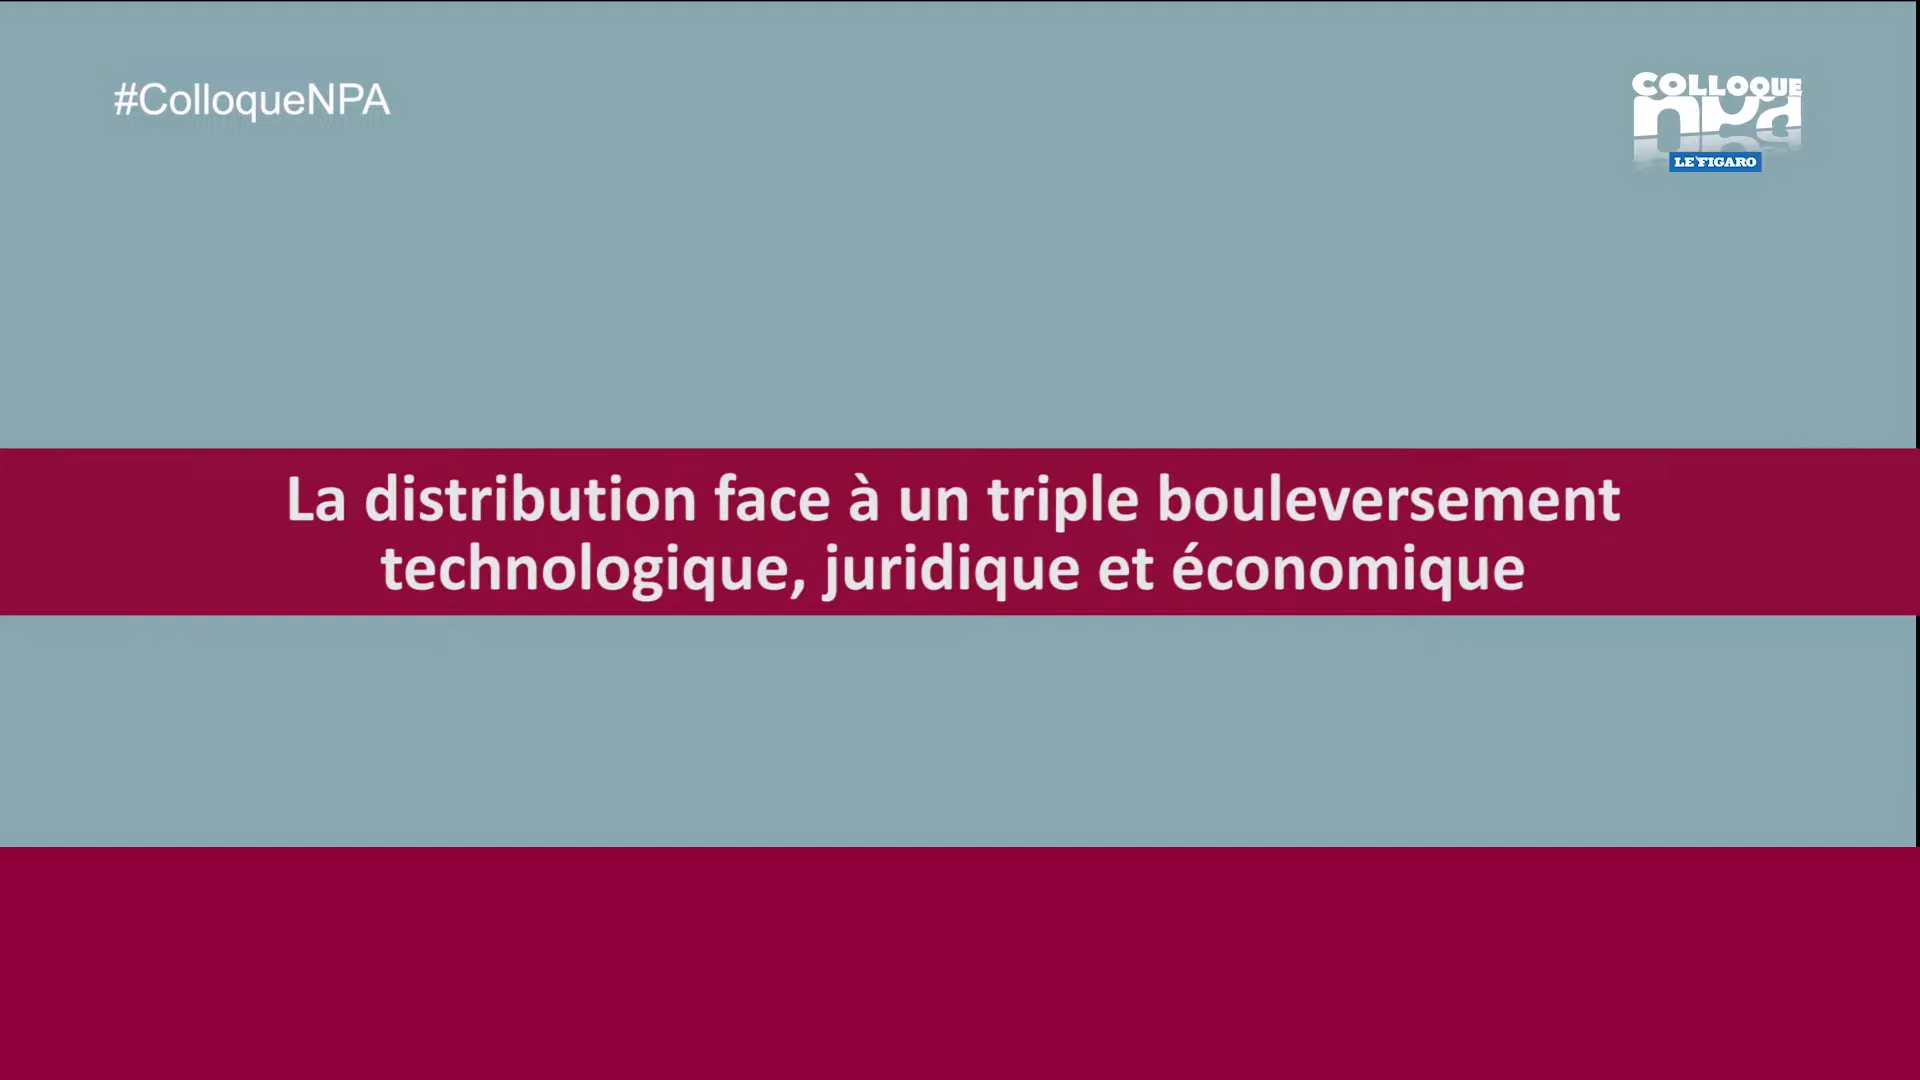 #ColloqueNPA
COLLOQUE
npa
LE FIGARO
La distribution face à un triple bouleversement
technologique, juridique et économique